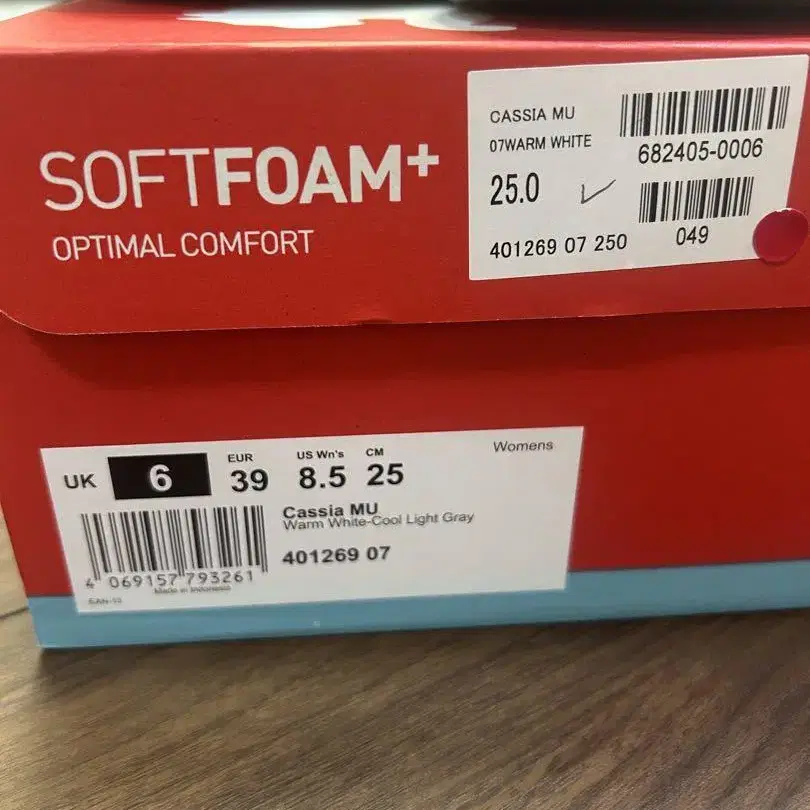 SOFTFOAM+
OPTIMAL COMFORT
CASSIA MU
07WARM WHITE
25.0
401269 07 250
682405-0006
049
UK 6 EUR 39 US Wn's 8.5 CM 25
Womens
Cassia MU
Warm White-Cool Light Gray
401269 07
4 069157 793261
Made in Indonesia
EAN-13